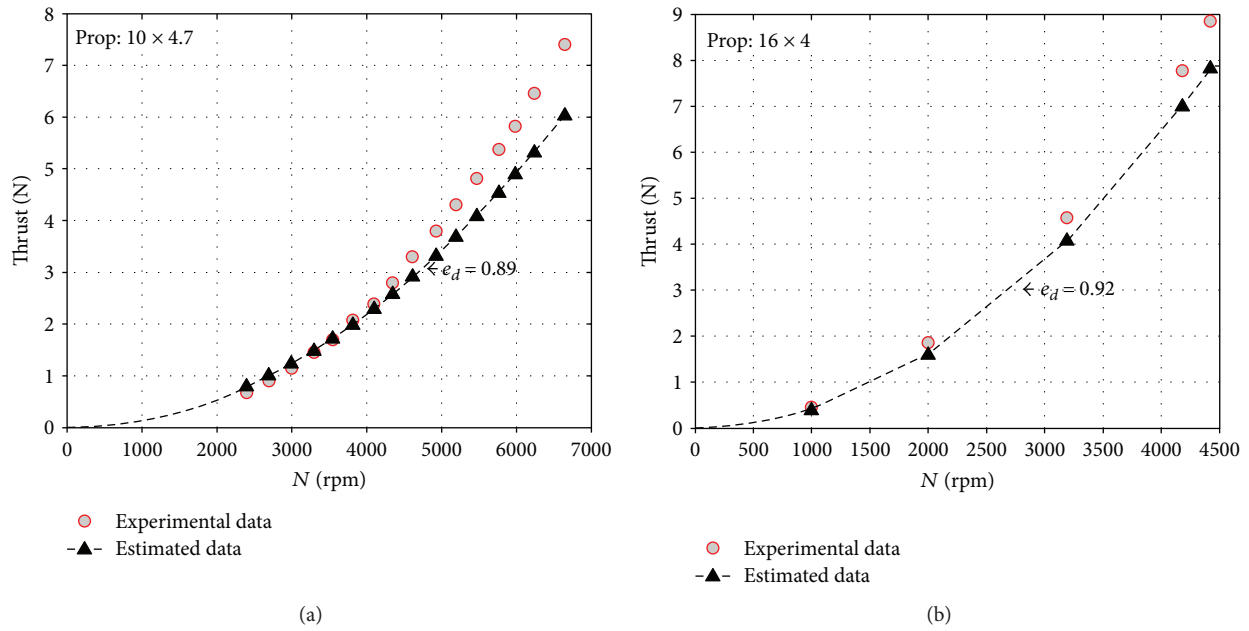 Prop: 10 × 4.7
8
7
6
5
4
3
2
1
0
Thrust (N)
e_d = 0.89
0 1000 2000 3000 4000 5000 6000 7000
N (rpm)
Experimental data
Estimated data
(a)
Prop: 16 × 4
9
8
7
6
5
4
3
2
1
0
Thrust (N)
e_d = 0.92
0 500 1000 1500 2000 2500 3000 3500 4000 4500
N (rpm)
Experimental data
Estimated data
(b)